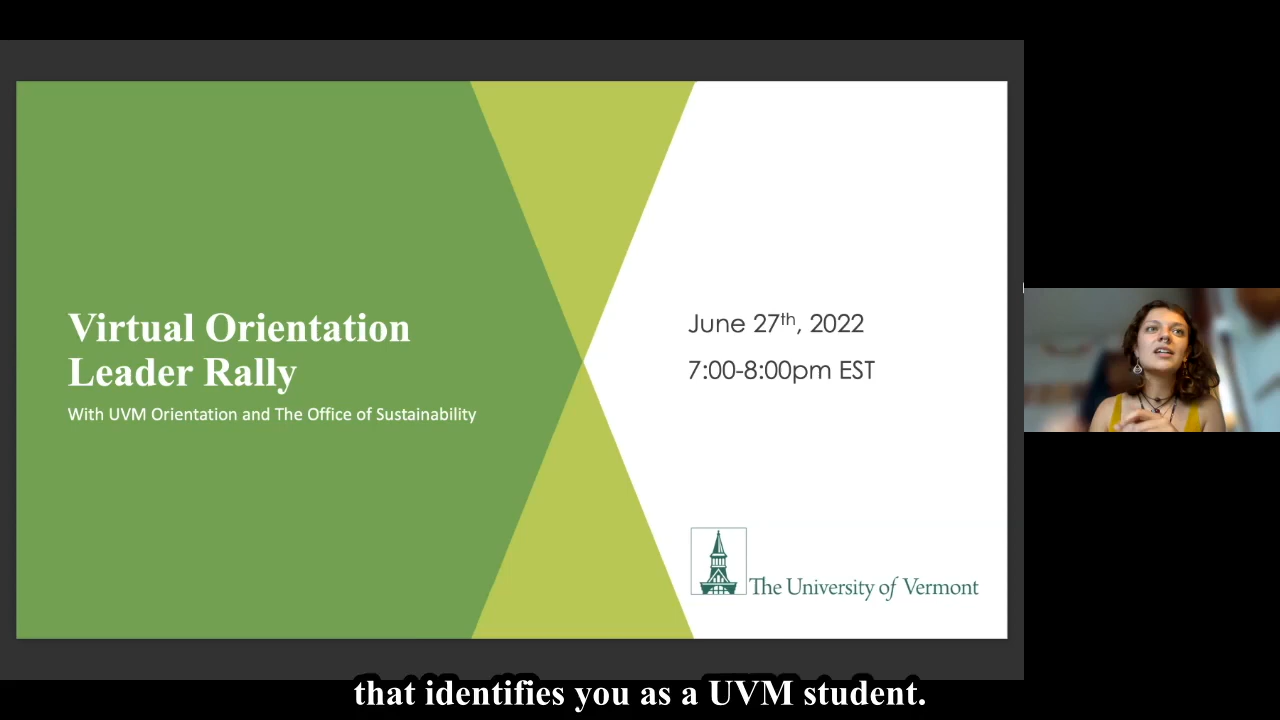 Virtual Orientation
Leader Rally
With UVM Orientation and The Office of Sustainability
June 27th, 2022
7:00-8:00pm EST
The University of Vermont
that identifies you as a UVM student.